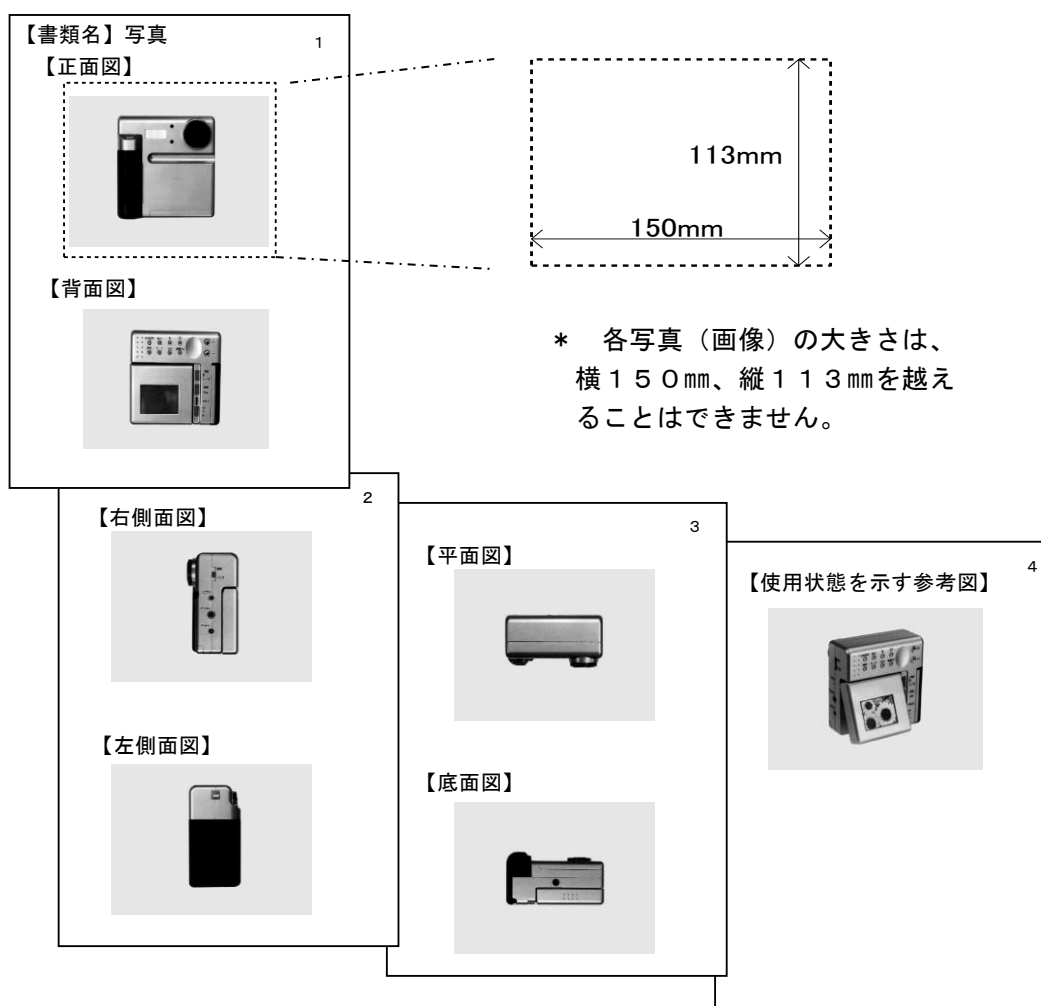 【書類名】写真
1
【正面図】
113mm
150mm
【背面図】
* 各写真（画像）の大きさは、
横１５０㎜、縦１１３㎜を越え
ることはできません。
2
【右側面図】
【左側面図】
3
【平面図】
【底面図】
4
【使用状態を示す参考図】